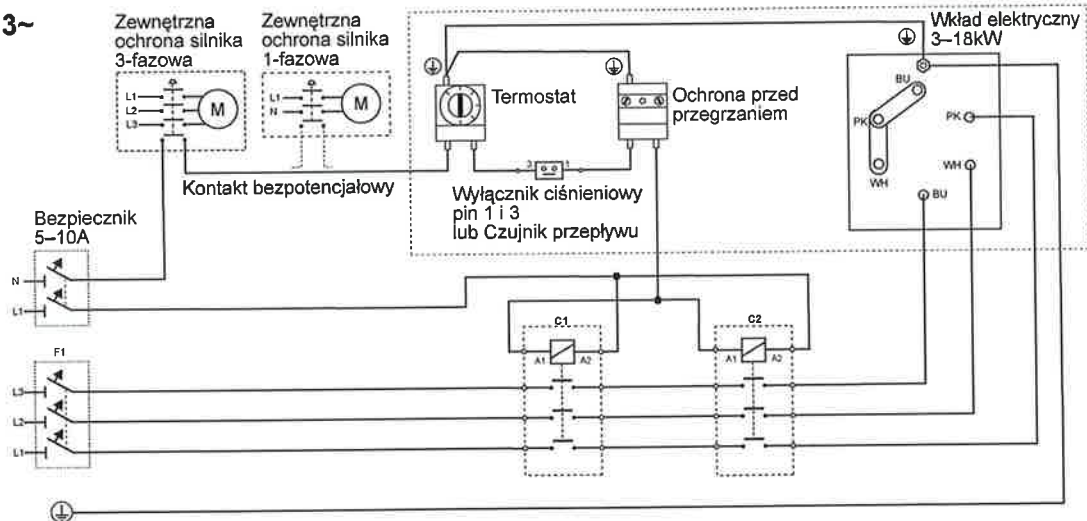 3~
Zewnętrzna
ochrona silnika
3-fazowa
Zewnętrzna
ochrona silnika
1-fazowa
Wkład elektryczny
3–18kW
L1
L2
L3
M
L1
N
M
Termostat
Ochrona przed
przegrzaniem
BU
PK
WH
PK
WH
BU
3
1
Kontakt bezpotencjałowy
Wyłącznik ciśnieniowy
pin 1 i 3
lub Czujnik przepływu
Bezpiecznik
5–10A
N
L1
C1
A1
A2
C2
A1
A2
F1
L3
L2
L1